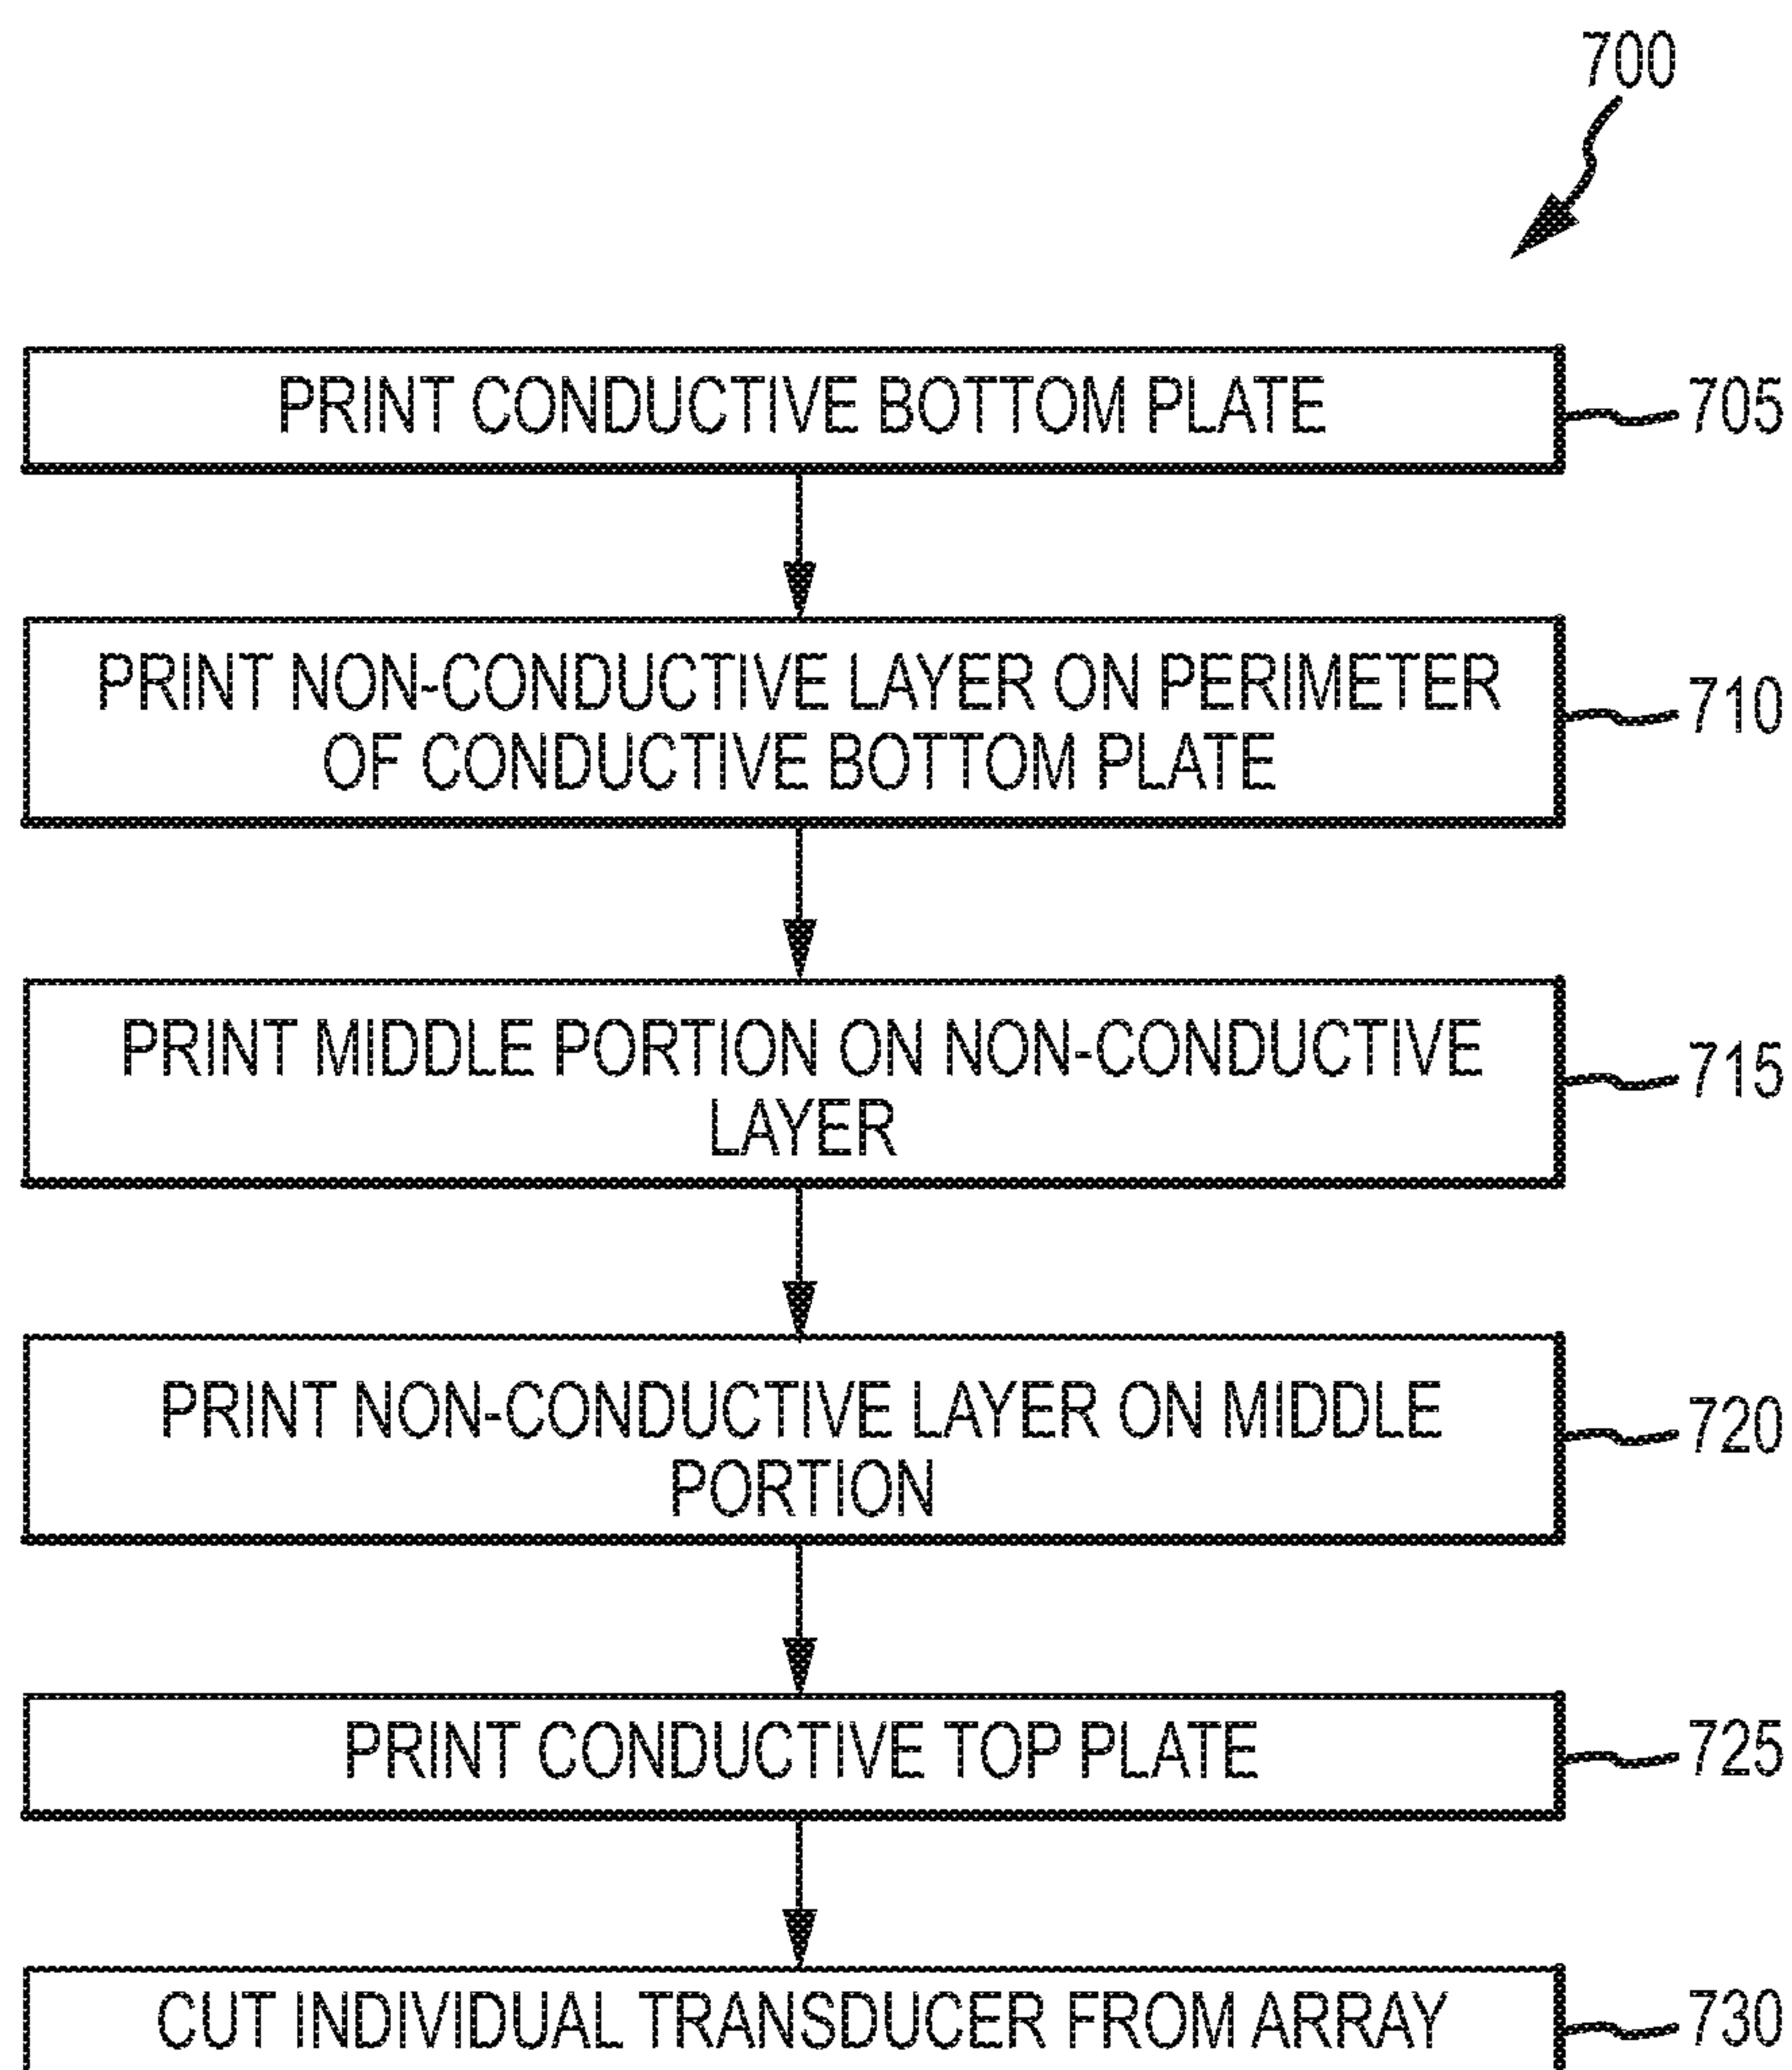 700
PRINT CONDUCTIVE BOTTOM PLATE
705
PRINT NON-CONDUCTIVE LAYER ON PERIMETER
OF CONDUCTIVE BOTTOM PLATE
710
PRINT MIDDLE PORTION ON NON-CONDUCTIVE
LAYER
715
PRINT NON-CONDUCTIVE LAYER ON MIDDLE
PORTION
720
PRINT CONDUCTIVE TOP PLATE
725
CUT INDIVIDUAL TRANSDUCER FROM ARRAY
730